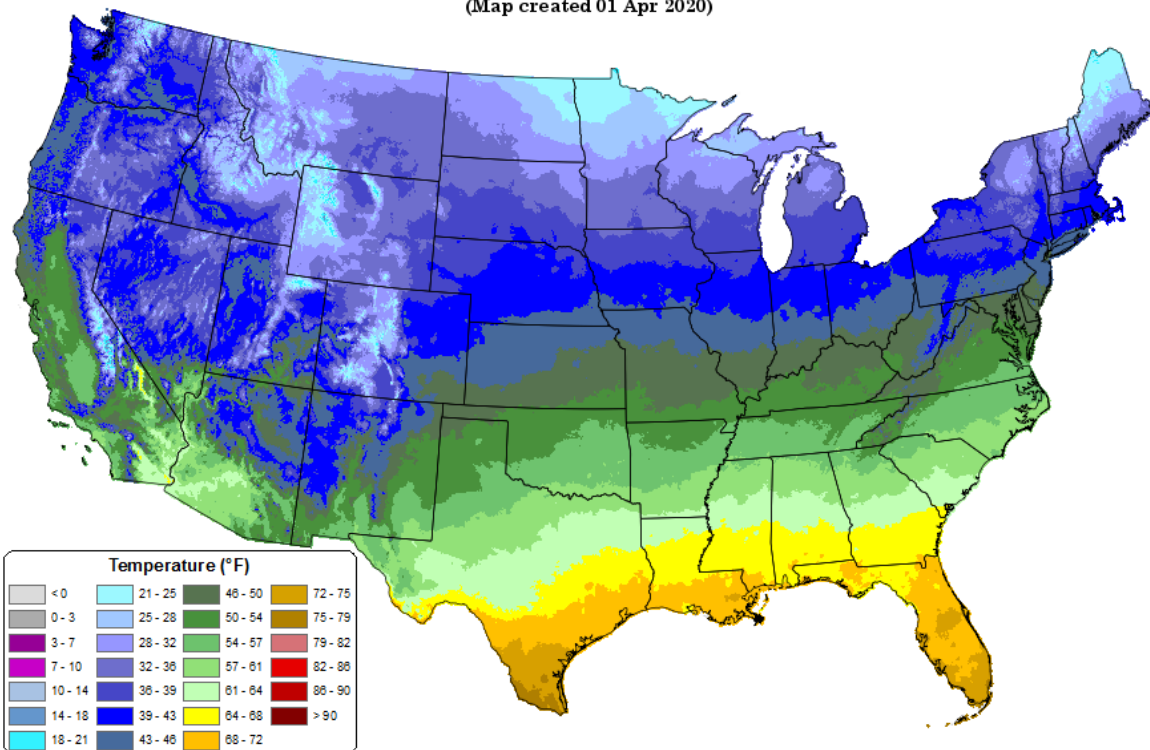 (Map created 01 Apr 2020)
Temperature (°F)
< 0
21 - 25
46 - 50
72 - 75
0 - 3
25 - 28
50 - 54
75 - 79
3 - 7
28 - 32
54 - 57
79 - 82
7 - 10
32 - 36
57 - 61
82 - 86
10 - 14
36 - 39
61 - 64
86 - 90
14 - 18
39 - 43
64 - 68
> 90
18 - 21
43 - 46
68 - 72